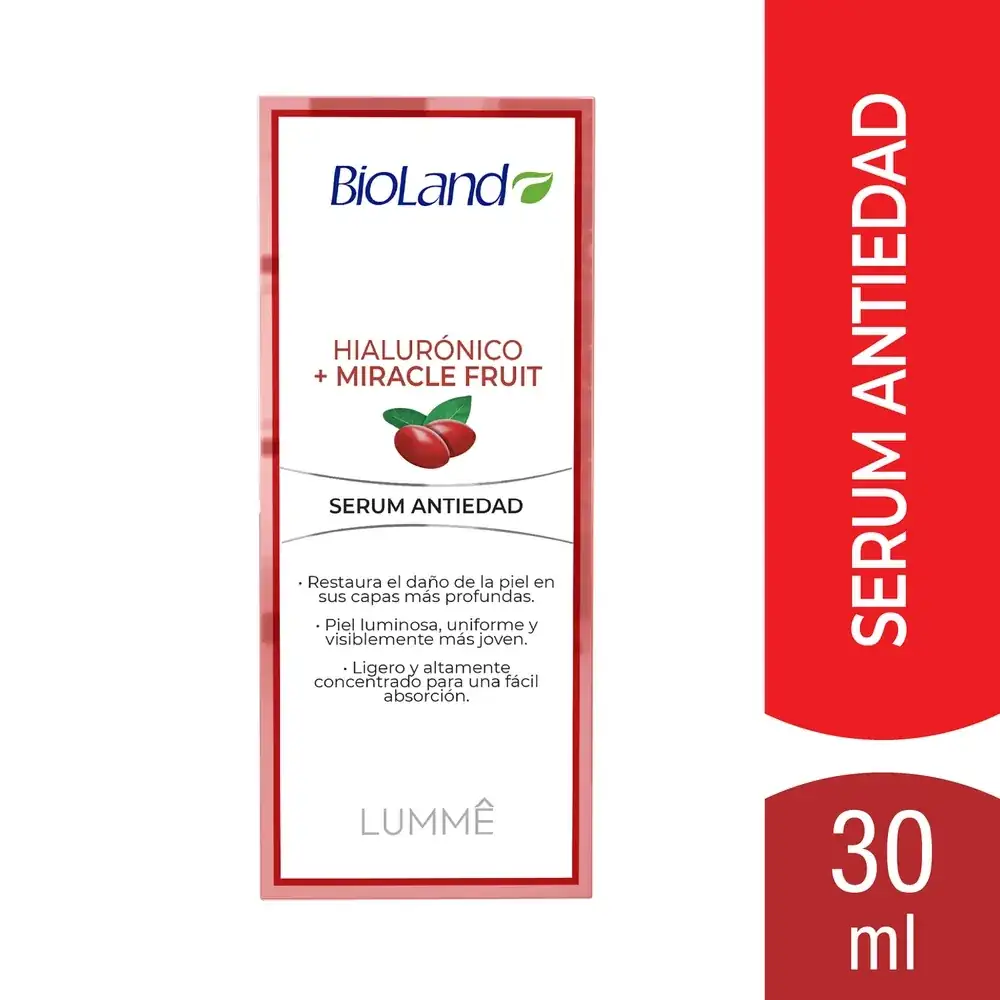 BioLand
HIALURÓNICO
+ MIRACLE FRUIT
SERUM ANTIEDAD
• Restaura el daño de la piel en
sus capas más profundas.
• Piel luminosa, uniforme y
visiblemente más joven.
• Ligero y altamente
concentrado para una fácil
absorción.
LUMMÊ
SERUM ANTIEDAD
30
ml